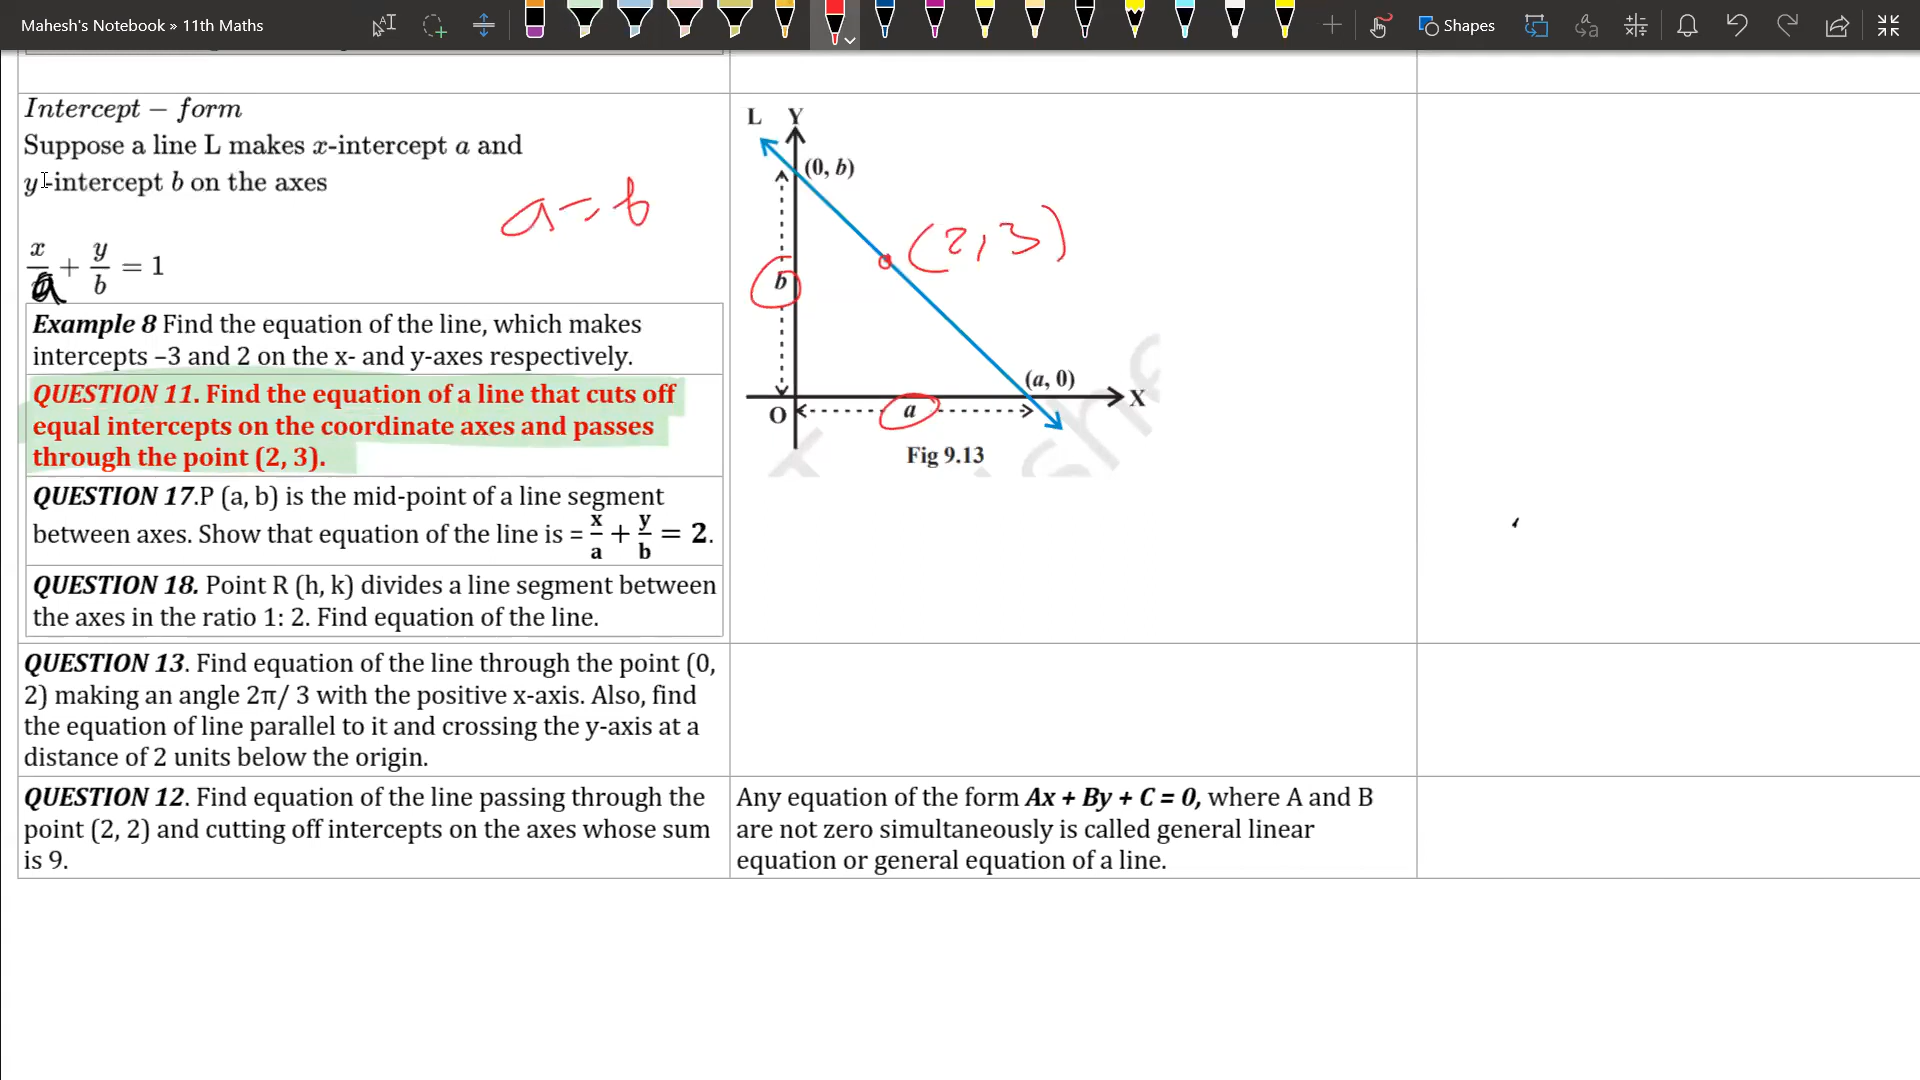 Mahesh's Notebook » 11th Maths
Shapes
Intercept – form
Suppose a line L makes x-intercept a and
y-intercept b on the axes
a = b
x/a + y/b = 1
Example 8 Find the equation of the line, which makes
intercepts –3 and 2 on the x- and y-axes respectively.
QUESTION 11. Find the equation of a line that cuts off
equal intercepts on the coordinate axes and passes
through the point (2, 3).
QUESTION 17.P (a, b) is the mid-point of a line segment
between axes. Show that equation of the line is = x/a + y/b = 2.
QUESTION 18. Point R (h, k) divides a line segment between
the axes in the ratio 1: 2. Find equation of the line.
L Y
(0, b)
(2, 3)
b
(a, 0)
X
O
a
Fig 9.13
QUESTION 13. Find equation of the line through the point (0,
2) making an angle 2π/ 3 with the positive x-axis. Also, find
the equation of line parallel to it and crossing the y-axis at a
distance of 2 units below the origin.
QUESTION 12. Find equation of the line passing through the
point (2, 2) and cutting off intercepts on the axes whose sum
is 9.
Any equation of the form Ax + By + C = 0, where A and B
are not zero simultaneously is called general linear
equation or general equation of a line.